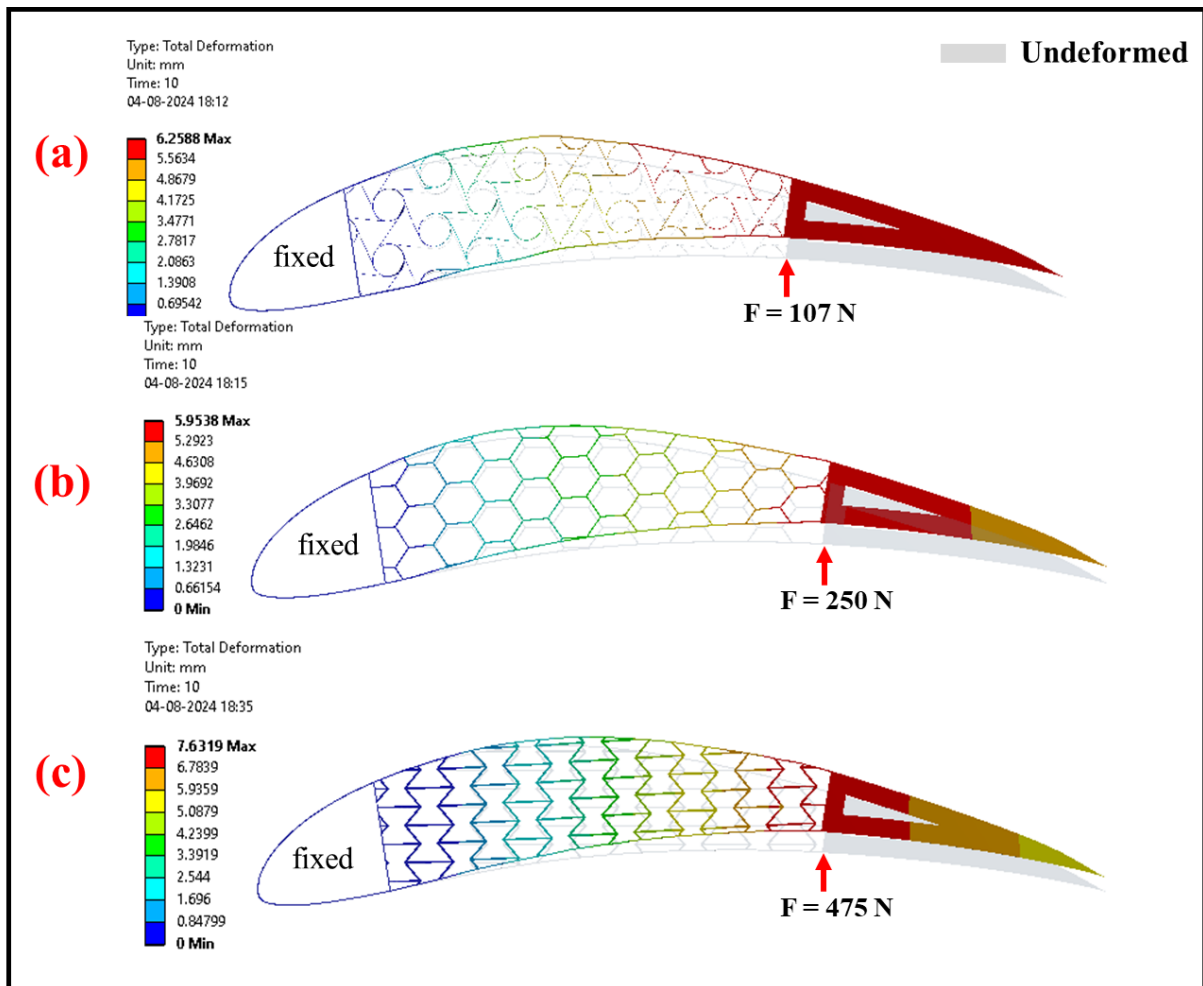 Type: Total Deformation
Unit: mm
Time: 10
04-08-2024 18:12
Undeformed
(a)
6.2588 Max
5.5634
4.8679
4.1725
3.4771
2.7817
2.0863
1.3908
0.69542
fixed
F = 107 N
Type: Total Deformation
Unit: mm
Time: 10
04-08-2024 18:15
(b)
5.9538 Max
5.2923
4.6308
3.9692
3.3077
2.6462
1.9846
1.3231
0.66154
0 Min
fixed
F = 250 N
Type: Total Deformation
Unit: mm
Time: 10
04-08-2024 18:35
(c)
7.6319 Max
6.7839
5.9359
5.0879
4.2399
3.3919
2.544
1.696
0.84799
0 Min
fixed
F = 475 N